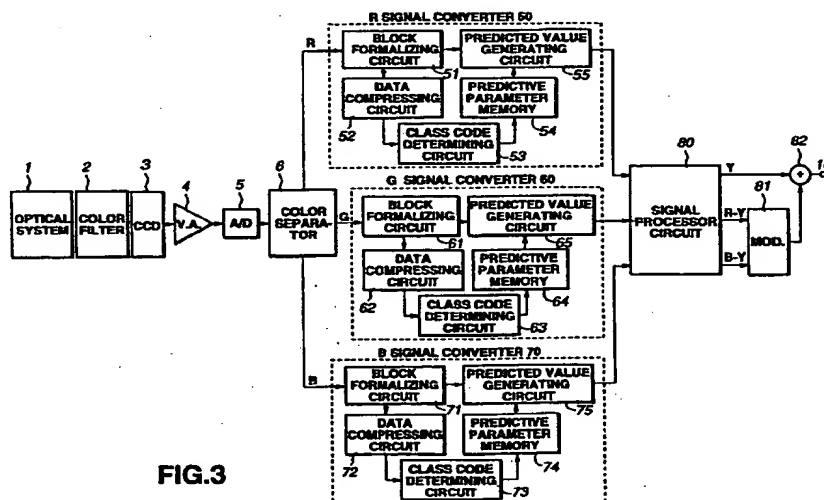 R SIGNAL CONVERTER 50
R
BLOCK
FORMALIZING
CIRCUIT
51
PREDICTED VALUE
GENERATING
CIRCUIT
55
DATA
COMPRESSING
CIRCUIT
52
PREDICTIVE
PARAMETER
MEMORY
54
CLASS CODE
DETERMINING
CIRCUIT
53
1
OPTICAL
SYSTEM
2
COLOR
FILTER
3
CCD
4
V.A.
5
A/D
6
COLOR
SEPARA-
TOR
G SIGNAL CONVERTER 60
G
BLOCK
FORMALIZING
CIRCUIT
61
PREDICTED VALUE
GENERATING
CIRCUIT
65
DATA
COMPRESSING
CIRCUIT
62
PREDICTIVE
PARAMETER
MEMORY
64
CLASS CODE
DETERMINING
CIRCUIT
63
80
SIGNAL
PROCESSOR
CIRCUIT
Y
R-Y
B-Y
81
MOD.
82
+
B SIGNAL CONVERTER 70
B
BLOCK
FORMALIZING
CIRCUIT
71
PREDICTED VALUE
GENERATING
CIRCUIT
75
DATA
COMPRESSING
CIRCUIT
72
PREDICTIVE
PARAMETER
MEMORY
74
CLASS CODE
DETERMINING
CIRCUIT
73
FIG.3